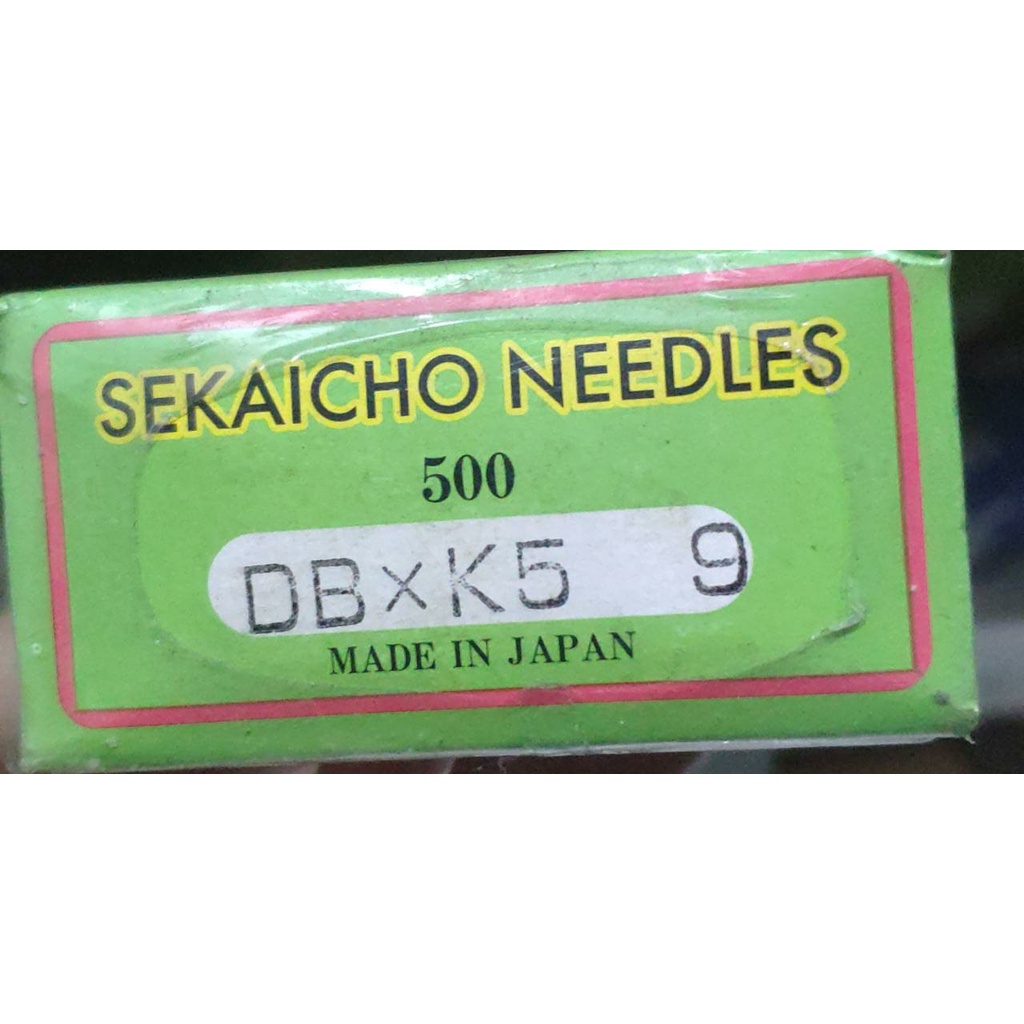 SEKAICHO NEEDLES
500
DB×K5 9
MADE IN JAPAN